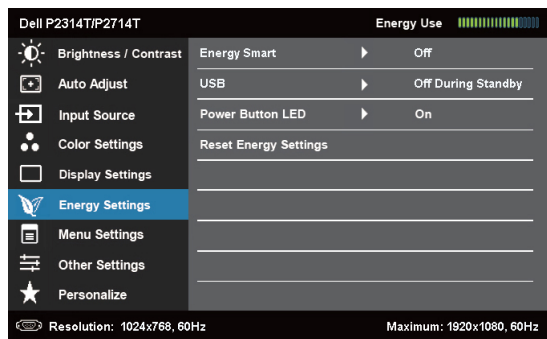 Dell P2314T/P2714T Energy Use
Brightness / Contrast Energy Smart Off
Auto Adjust USB Off During Standby
Input Source Power Button LED On
Color Settings Reset Energy Settings
Display Settings
Energy Settings
Menu Settings
Other Settings
Personalize
Resolution: 1024x768, 60Hz Maximum: 1920x1080, 60Hz